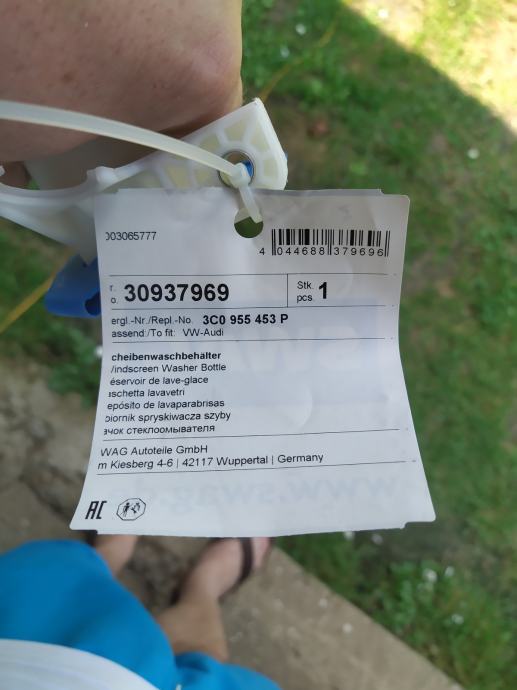 003065777
4 044688 379696
r.
o. 30937969
Stk.
pcs. 1
ergl.-Nr./Repl.-No. 3C0 955 453 P
assend:/To fit: VW-Audi
cheibenwaschbehälter
indscreen Washer Bottle
éservoir de lave-glace
aschetta lavavetri
epósito de lavaparabrisas
biornik spryskiwacza szyby
ачок стеклоомывателя
WAG Autoteile GmbH
m Kiesberg 4-6 | 42117 Wuppertal | Germany